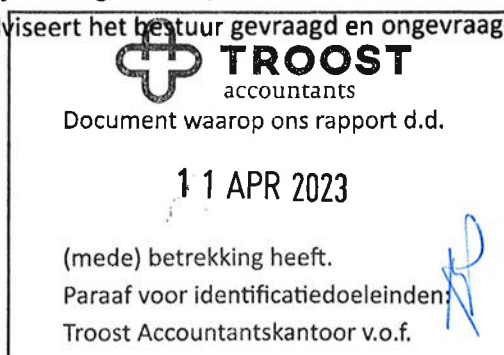 viseert het bestuur gevraagd en ongevraag
TROOST
accountants
Document waarop ons rapport d.d.
11 APR 2023
(mede) betrekking heeft.
Paraaf voor identificatiedoeleinden:
Troost Accountantskantoor v.o.f.